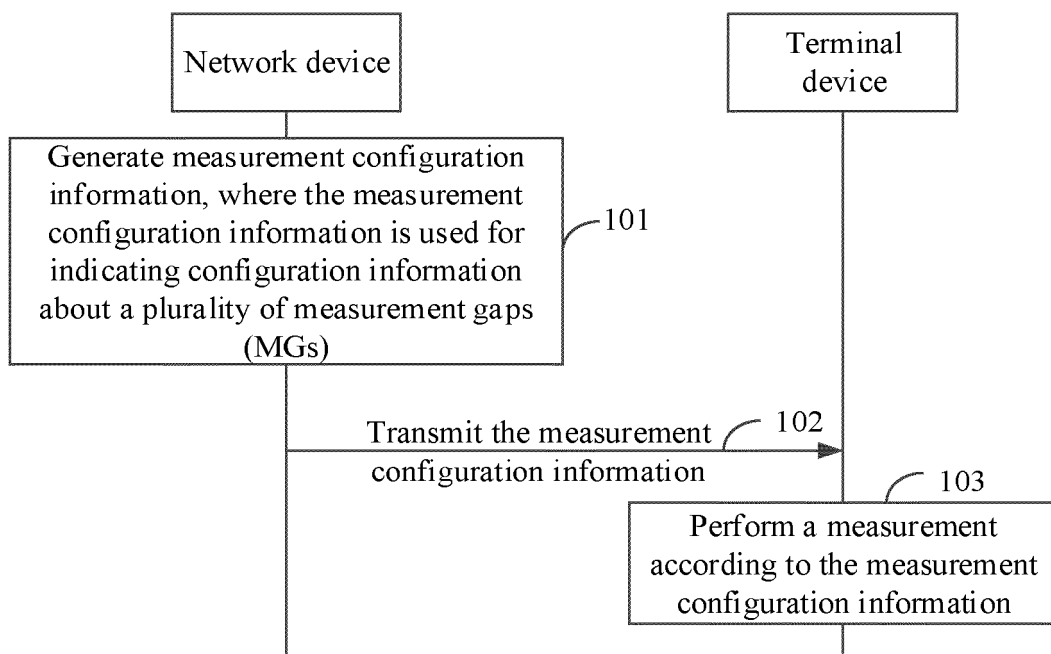 Network device
Terminal
device
Generate measurement configuration
information, where the measurement
configuration information is used for
indicating configuration information
about a plurality of measurement gaps
(MGs)
101
Transmit the measurement
configuration information
102
103
Perform a measurement
according to the measurement
configuration information